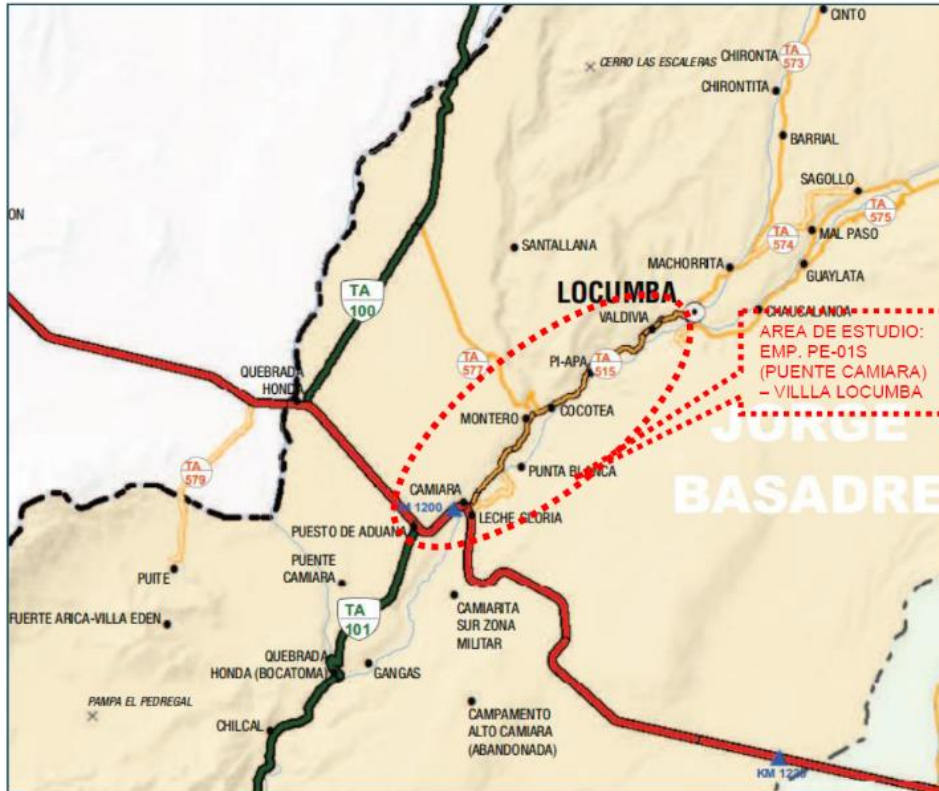 CINTO
CHIRONTA
TA
573
CERRO LAS ESCALERAS
CHIRONTITA
BARRIAL
SAGOLLO
TA
575
ON
TA
574
MAL PASO
SANTALLANA
MACHORRITA
GUAYLATA
TA
100
LOCUMBA
VALDIVIA
CHAUCALANOA
AREA DE ESTUDIO:
EMP. PE-01S
(PUENTE CAMIARA)
– VILLLA LOCUMBA
QUEBRADA
HONDA
TA
577
PI-APA
TA
515
MONTERO
COCOTEA
JORGE
BASADRE
TA
579
PUNTA BLANCA
CAMIARA
KM 1200
LECHE GLORIA
PUESTO DE ADUANA
PUITE
PUENTE
CAMIARA
FUERTE ARICA-VILLA EDEN
TA
101
CAMIARITA
SUR ZONA
MILITAR
QUEBRADA
HONDA (BOCATOMA)
GANGAS
PAMPA EL PEDREGAL
CHILCAL
CAMPAMENTO
ALTO CAMIARA
(ABANDONADA)